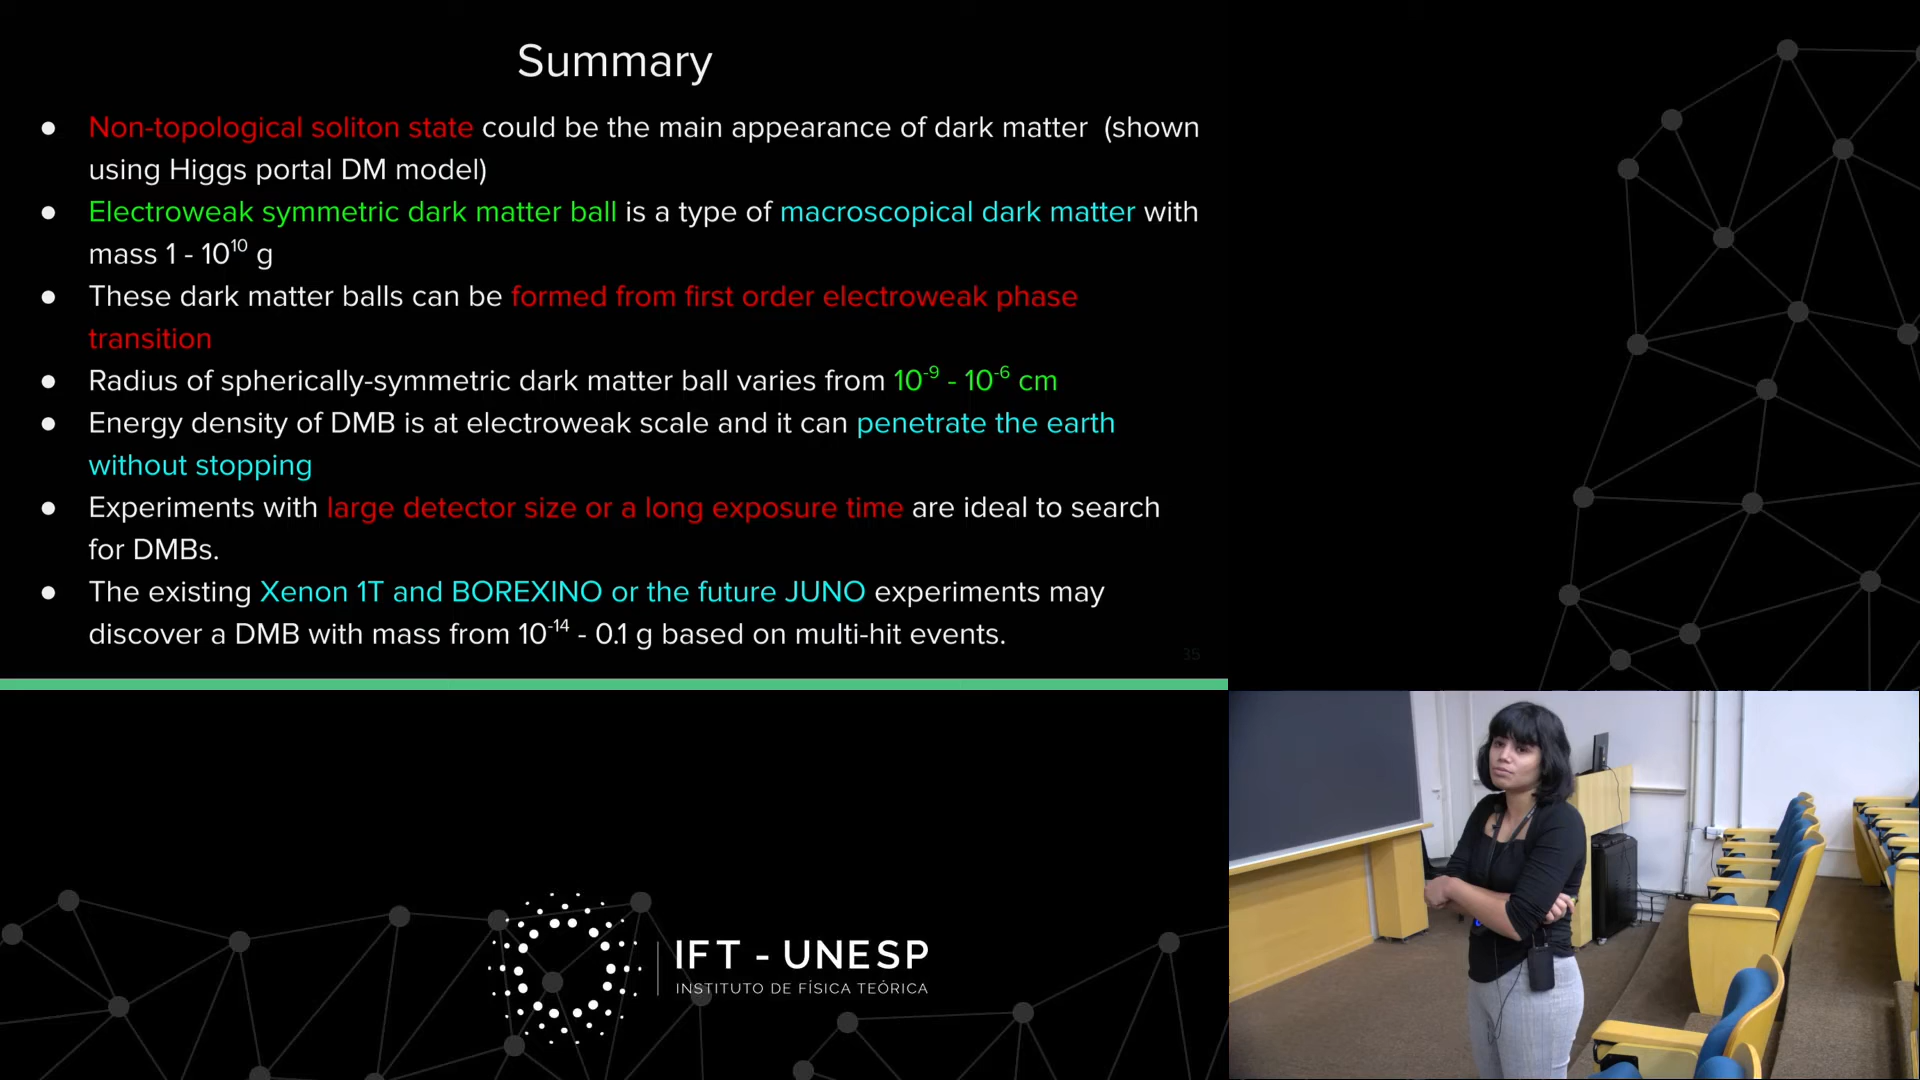 Summary
● Non-topological soliton state could be the main appearance of dark matter (shown
using Higgs portal DM model)
● Electroweak symmetric dark matter ball is a type of macroscopical dark matter with
mass 1 - 10¹⁰ g
● These dark matter balls can be formed from first order electroweak phase
transition
● Radius of spherically-symmetric dark matter ball varies from 10⁻⁹ - 10⁻⁶ cm
● Energy density of DMB is at electroweak scale and it can penetrate the earth
without stopping
● Experiments with large detector size or a long exposure time are ideal to search
for DMBs.
● The existing Xenon 1T and BOREXINO or the future JUNO experiments may
discover a DMB with mass from 10⁻¹⁴ - 0.1 g based on multi-hit events.
35
IFT - UNESP
INSTITUTO DE FÍSICA TEÓRICA